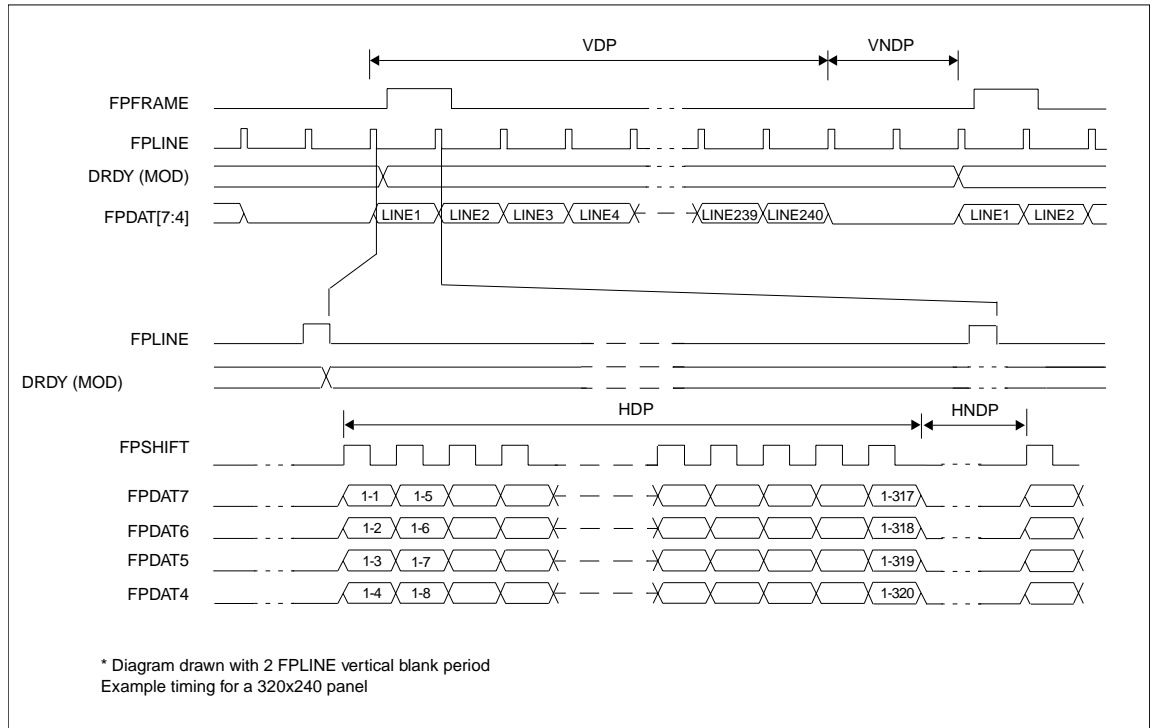 VDP VNDP
FPFRAME
FPLINE
DRDY (MOD)
FPDAT[7:4] LINE1 LINE2 LINE3 LINE4 LINE239 LINE240 LINE1 LINE2
FPLINE
DRDY (MOD)
HDP HNDP
FPSHIFT
FPDAT7 1-1 1-5 1-317
FPDAT6 1-2 1-6 1-318
FPDAT5 1-3 1-7 1-319
FPDAT4 1-4 1-8 1-320
* Diagram drawn with 2 FPLINE vertical blank period
Example timing for a 320x240 panel